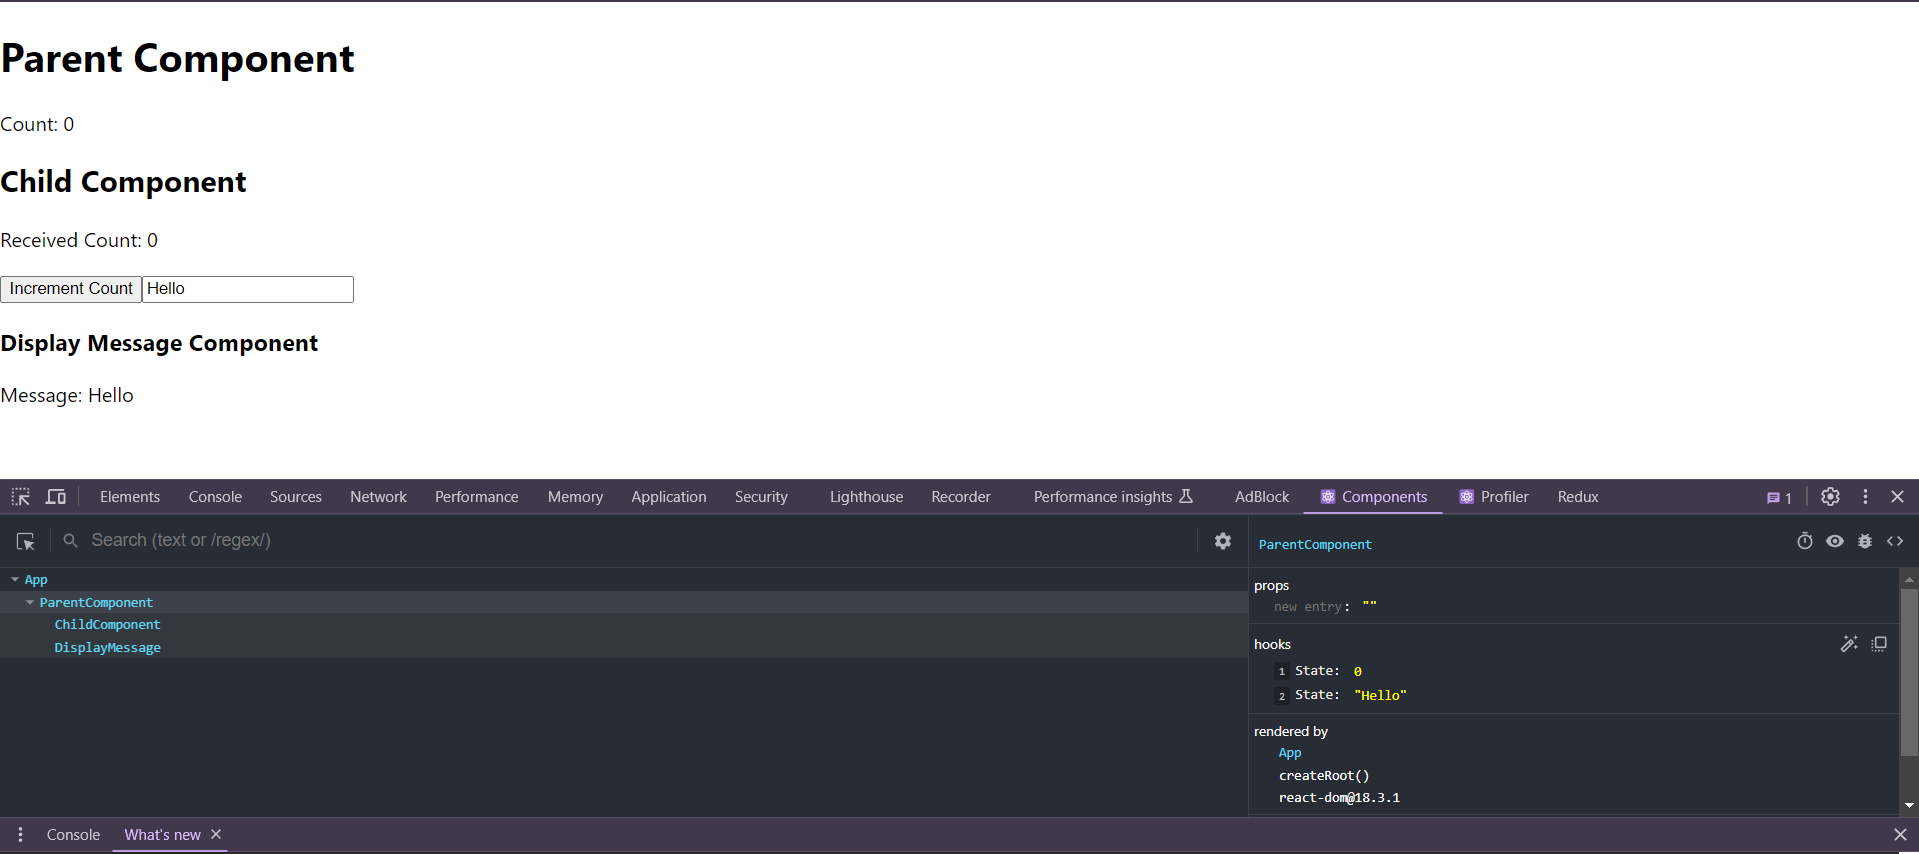 Parent Component
Count: 0
Child Component
Received Count: 0
Increment Count Hello
Display Message Component
Message: Hello
Elements Console Sources Network Performance Memory Application Security Lighthouse Recorder Performance insights AdBlock Components Profiler Redux 1
Search (text or /regex/)
ParentComponent
App
ParentComponent
ChildComponent
DisplayMessage
props
new entry: ""
hooks
1 State: 0
2 State: "Hello"
rendered by
App
createRoot()
react-dom@18.3.1
Console What's new